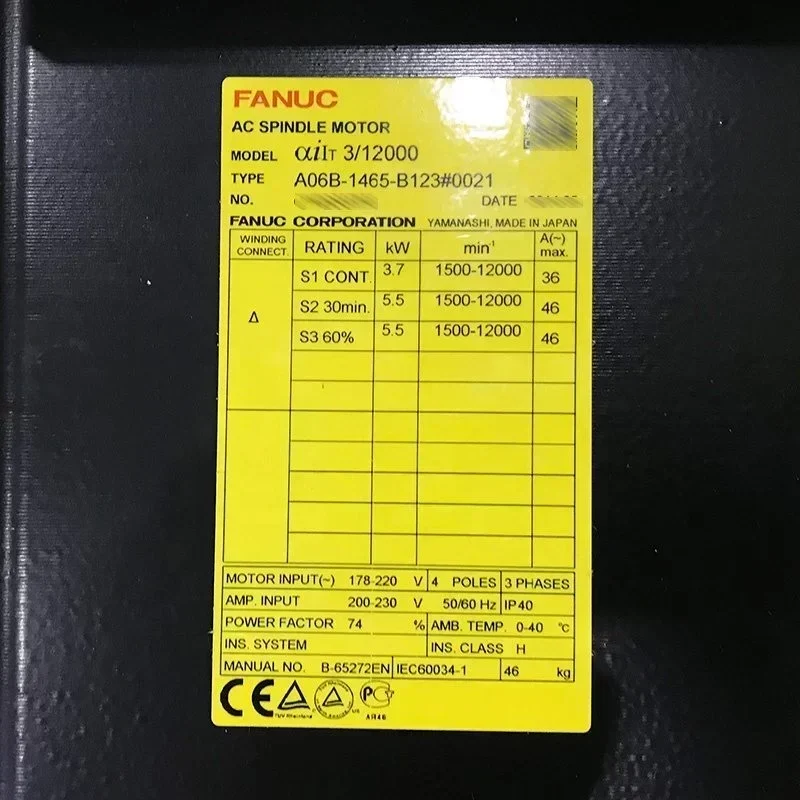 FANUC
AC SPINDLE MOTOR
MODEL αiIT 3/12000
TYPE A06B-1465-B123#0021
NO. DATE
FANUC CORPORATION YAMANASHI, MADE IN JAPAN
WINDING CONNECT. RATING kW min⁻¹ A(~) max.
Δ S1 CONT. 3.7 1500-12000 36
S2 30min. 5.5 1500-12000 46
S3 60% 5.5 1500-12000 46
MOTOR INPUT(~) 178-220 V 4 POLES 3 PHASES
AMP. INPUT 200-230 V 50/60 Hz IP40
POWER FACTOR 74 % AMB. TEMP. 0-40 °C
INS. SYSTEM INS. CLASS H
MANUAL NO. B-65272EN IEC60034-1 46 kg
CE
TÜV Rheinland